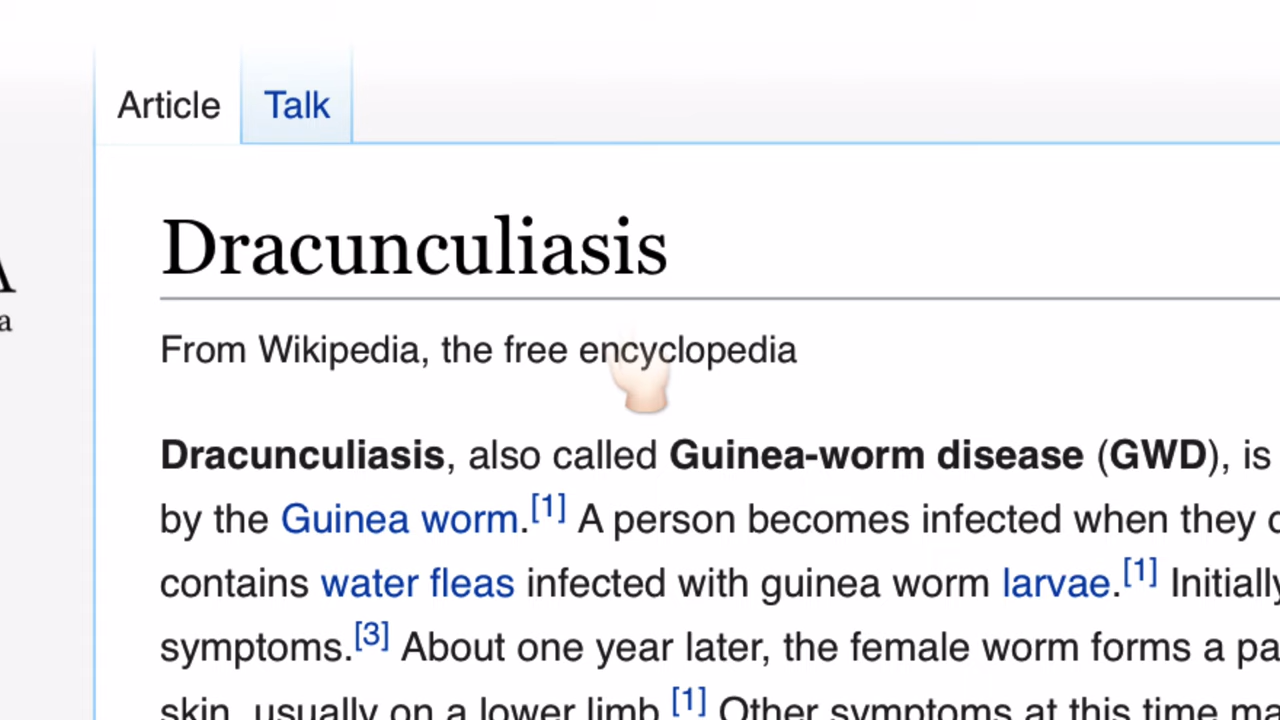 Article Talk
Dracunculiasis
a
From Wikipedia, the free encyclopedia
Dracunculiasis, also called Guinea-worm disease (GWD), is
by the Guinea worm.[1] A person becomes infected when they
contains water fleas infected with guinea worm larvae.[1] Initially
symptoms.[3] About one year later, the female worm forms a pa
skin, usually on a lower limb.[1] Other symptoms at this time ma